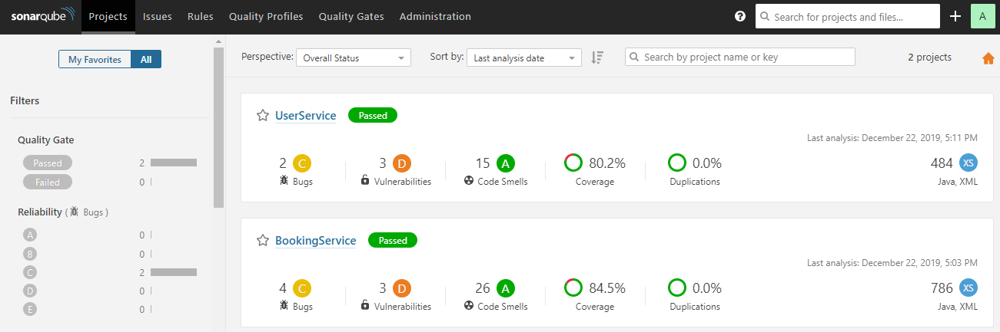 sonarqube Projects Issues Rules Quality Profiles Quality Gates Administration ? Search for projects and files... + A
My Favorites All
Perspective: Overall Status Sort by: Last analysis date Search by project name or key 2 projects
Filters
Quality Gate
Passed 2
Failed 0
Reliability ( Bugs )
A 0
B 0
C 2
D 0
E 0
UserService Passed
Last analysis: December 22, 2019, 5:11 PM
2 C 3 D 15 A 80.2% 0.0% 484 XS
Bugs Vulnerabilities Code Smells Coverage Duplications Java, XML
BookingService Passed
Last analysis: December 22, 2019, 5:03 PM
4 C 3 D 26 A 84.5% 0.0% 786 XS
Bugs Vulnerabilities Code Smells Coverage Duplications Java, XML